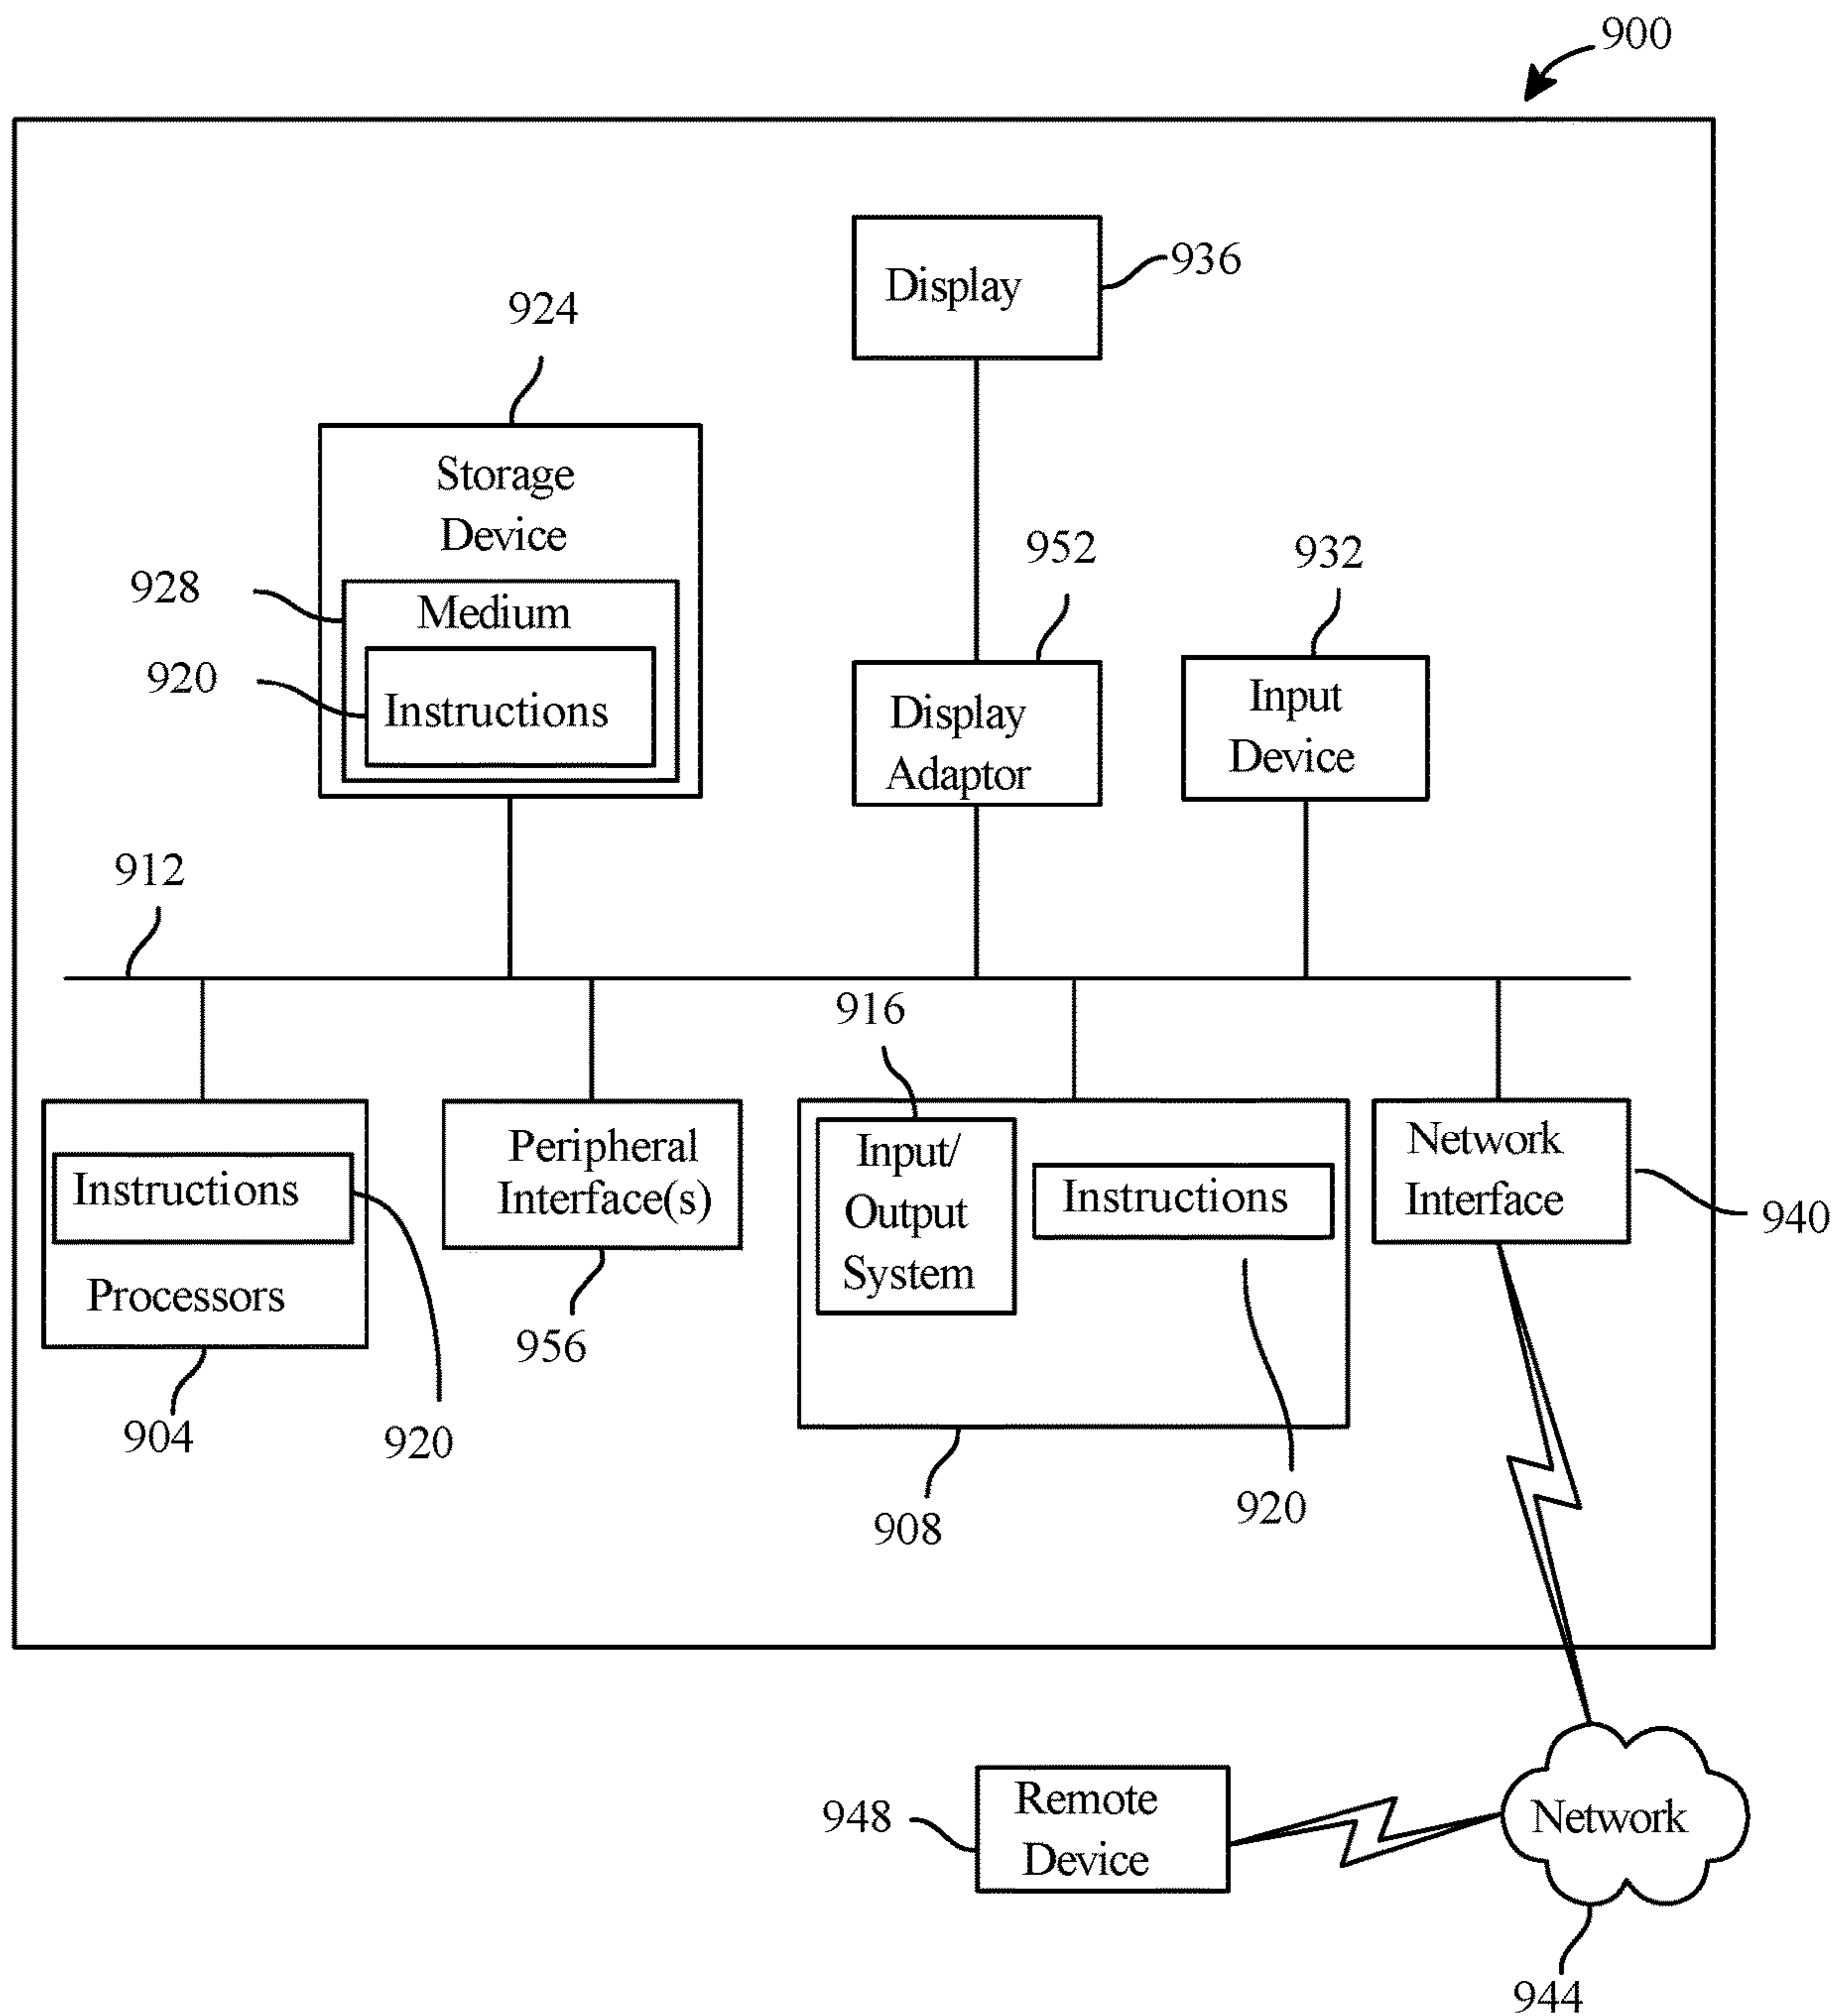 900
Display
936
924
Storage
Device
952
932
928
Medium
920
Instructions
Display
Adaptor
Input
Device
912
916
Instructions
Processors
Peripheral
Interface(s)
Input/
Output
System
Instructions
Network
Interface
940
904
920
956
908
920
948
Remote
Device
Network
944